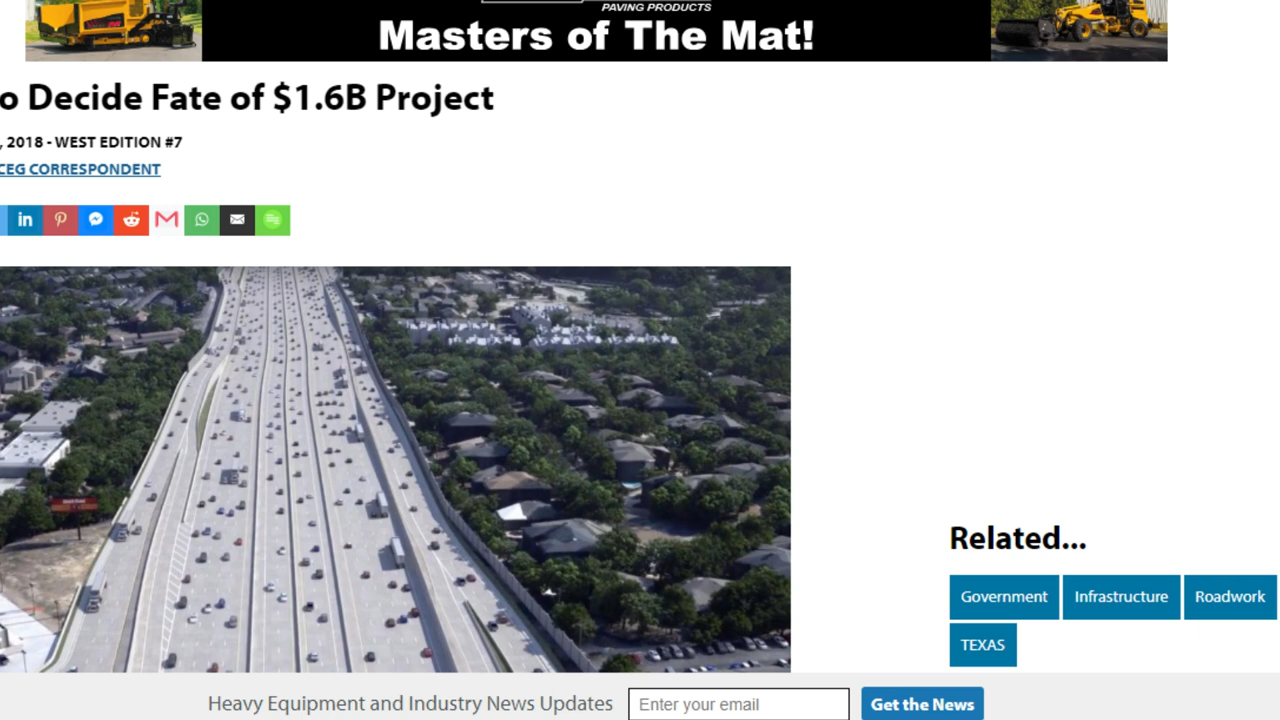 PAVING PRODUCTS
Masters of The Mat!
o Decide Fate of $1.6B Project
, 2018 - WEST EDITION #7
CEG CORRESPONDENT
in
Related...
Government Infrastructure Roadwork
TEXAS
Heavy Equipment and Industry News Updates Enter your email Get the News